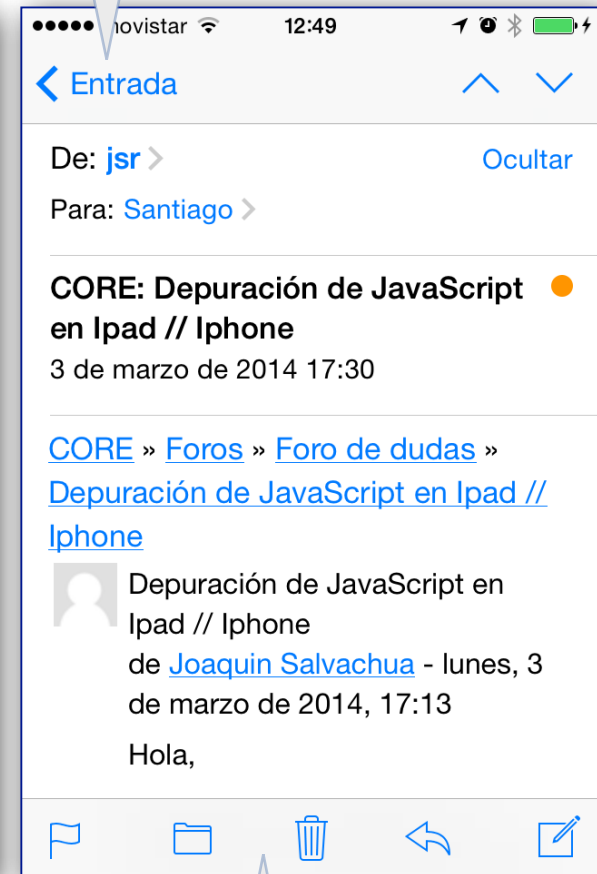 movistar 12:49
Entrada
De: jsr Ocultar
Para: Santiago
CORE: Depuración de JavaScript
en Ipad // Iphone
3 de marzo de 2014 17:30
CORE » Foros » Foro de dudas »
Depuración de JavaScript en Ipad //
Iphone
Depuración de JavaScript en
Ipad // Iphone
de Joaquin Salvachua - lunes, 3
de marzo de 2014, 17:13
Hola,